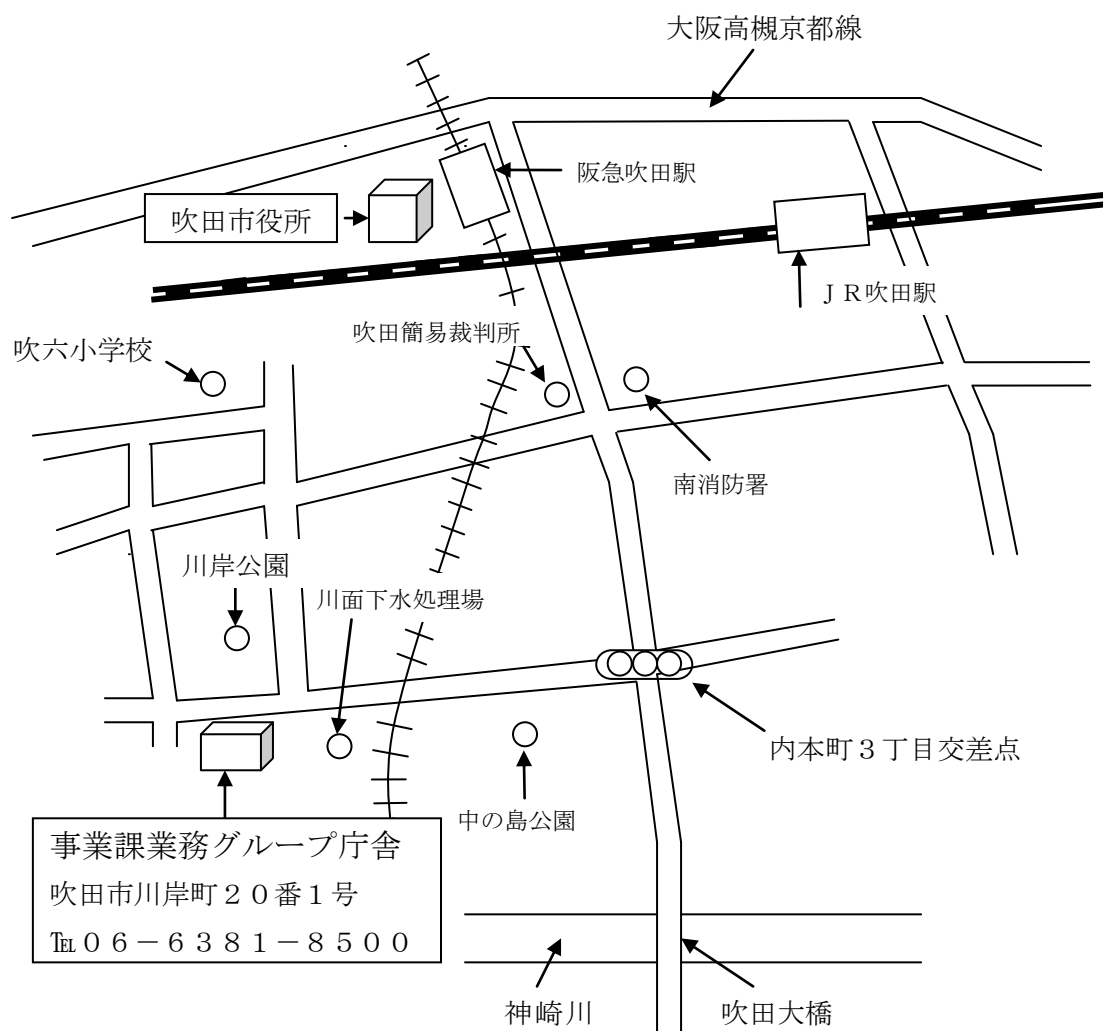 大阪高槻京都線
阪急吹田駅
吹田市役所
ＪＲ吹田駅
吹田簡易裁判所
吹六小学校
南消防署
川岸公園
川面下水処理場
内本町３丁目交差点
中の島公園
事業課業務グループ庁舎
吹田市川岸町２０番１号
℡０６－６３８１－８５００
神崎川
吹田大橋